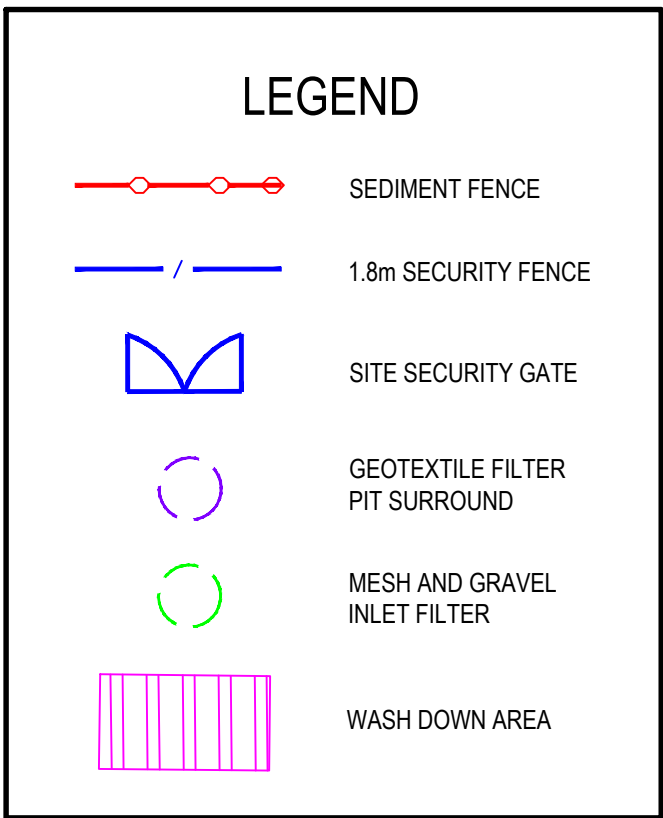 LEGEND
SEDIMENT FENCE
1.8m SECURITY FENCE
SITE SECURITY GATE
GEOTEXTILE FILTER
PIT SURROUND
MESH AND GRAVEL
INLET FILTER
WASH DOWN AREA